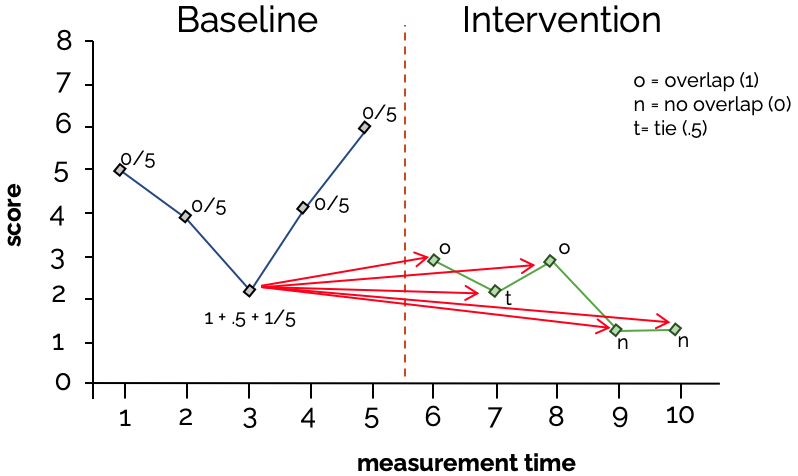 Baseline
Intervention
o = overlap (1)
n = no overlap (0)
t= tie (.5)
score
8
7
6
5
4
3
2
1
0
0/5
0/5
1 + .5 + 1/5
0/5
0/5
o
t
o
n
n
1 2 3 4 5 6 7 8 9 10
measurement time